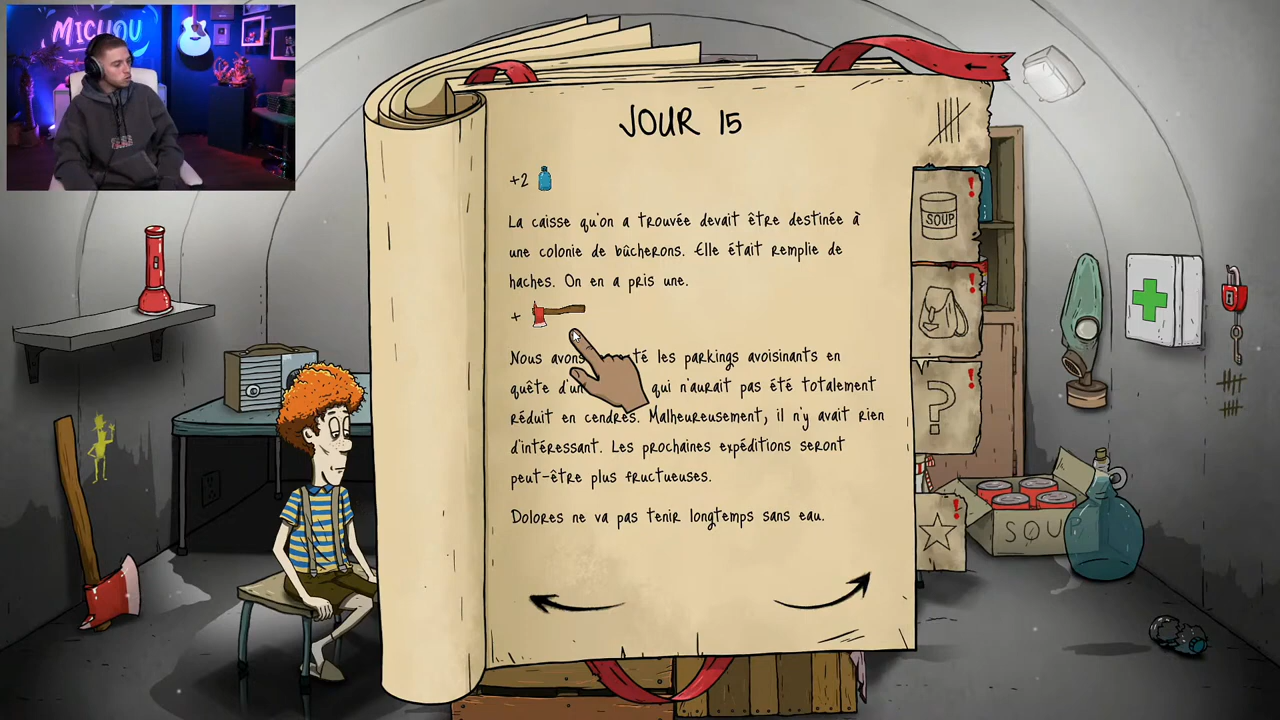 MICHOU
JOUR 15
+2
La caisse qu'on a trouvée devait être destinée à
une colonie de bûcherons. Elle était remplie de
haches. On en a pris une.
+
Nous avons les parkings avoisinants en
quête d'un qui n'aurait pas été totalement
réduit en cendres. Malheureusement, il n'y avait rien
d'intéressant. Les prochaines expéditions seront
peut-être plus fructueuses.
Dolores ne va pas tenir longtemps sans eau.
SOUP
!
!
?
!
!
SOUP